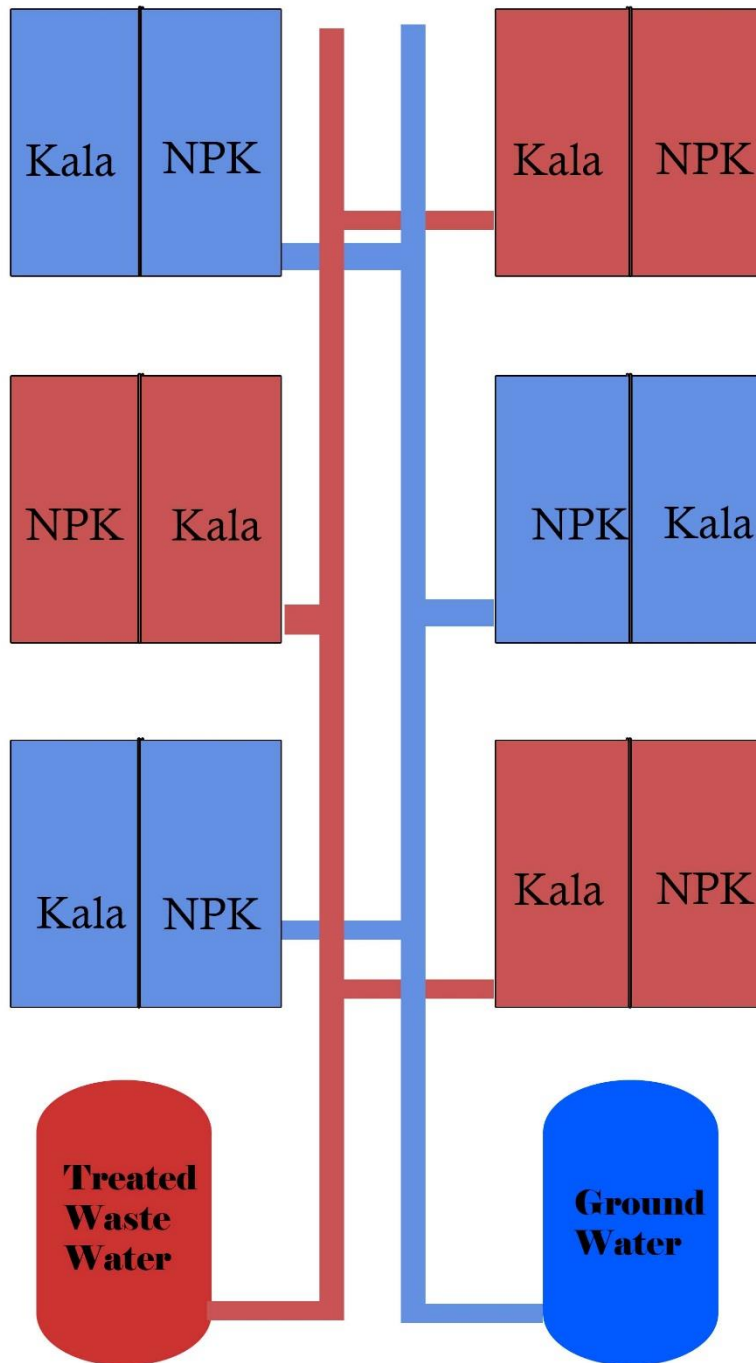 Kala NPK Kala NPK
NPK Kala NPK Kala
Kala NPK Kala NPK
Treated
Waste
Water
Ground
Water